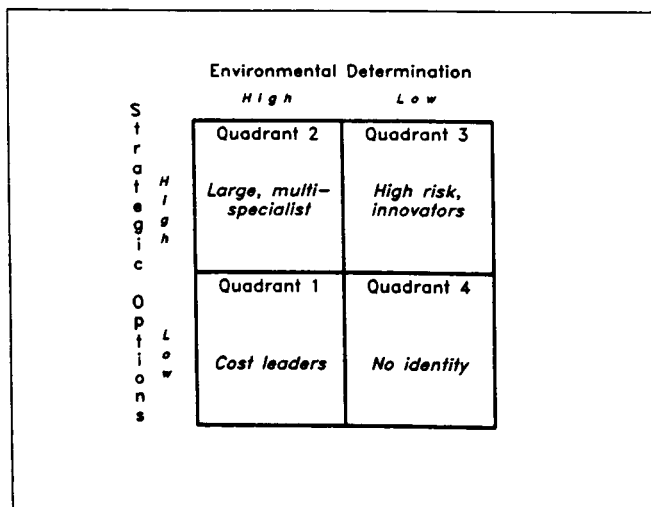 Environmental Determination
High Low
Strategic Options
High
Quadrant 2 Quadrant 3
Large, multi-
specialist
High risk,
innovators
Low
Quadrant 1 Quadrant 4
Cost leaders No identity